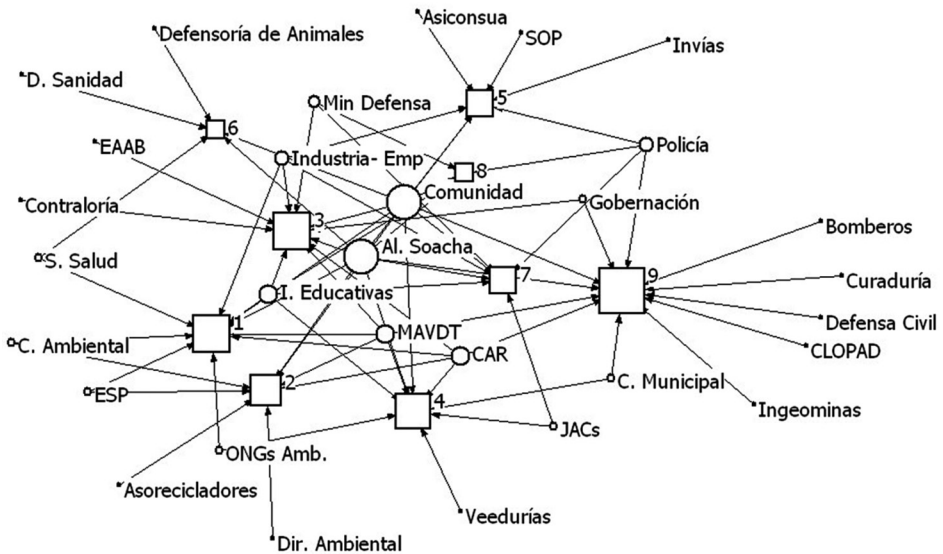 Asiconsua
Defensoría de Animales
SOP
Invías
D. Sanidad
Min Defensa
5
6
EAAB
Industria- Emp
Policía
8
Comunidad
Contraloría
Gobernación
3
Bomberos
Al. Soacha
S. Salud
7
9
Curaduría
I. Educativas
1
Defensa Civil
MAVDT
C. Ambiental
CLOPAD
CAR
2
C. Municipal
ESP
4
Ingeominas
JACs
ONGs Amb.
Asorecicladores
Veedurías
Dir. Ambiental